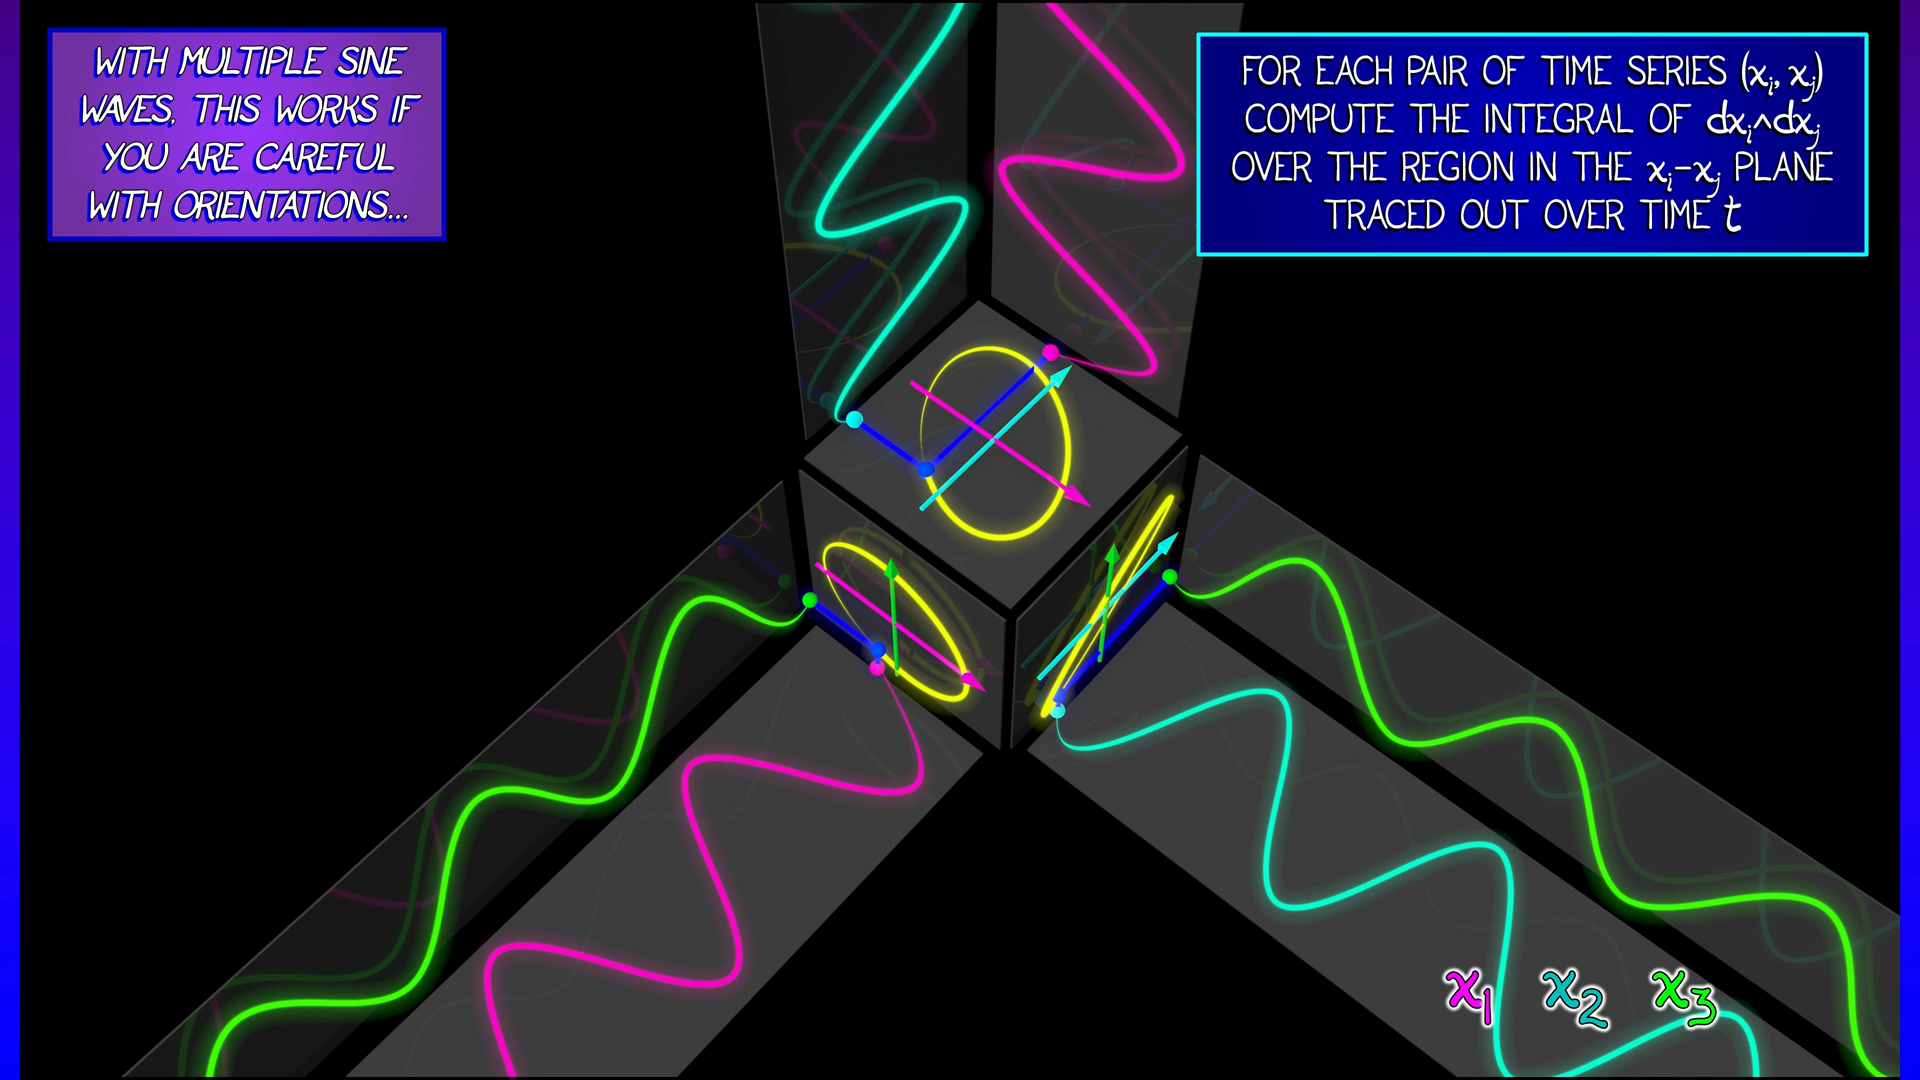 WITH MULTIPLE SINE
WAVES, THIS WORKS IF
YOU ARE CAREFUL
WITH ORIENTATIONS...
FOR EACH PAIR OF TIME SERIES (xᵢ, xⱼ)
COMPUTE THE INTEGRAL OF dxᵢ∧dxⱼ
OVER THE REGION IN THE xᵢ-xⱼ PLANE
TRACED OUT OVER TIME t
x₁ x₂ x₃